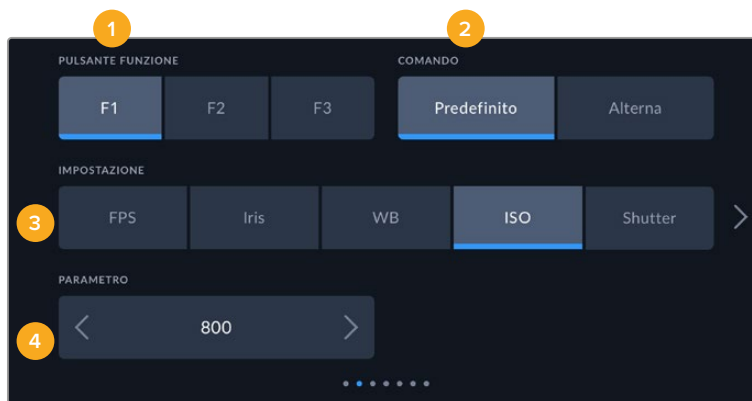 1 2
PULSANTE FUNZIONE COMANDO
F1 F2 F3 Predefinito Alterna
IMPOSTAZIONE
3 FPS Iris WB ISO Shutter
PARAMETRO
4 800